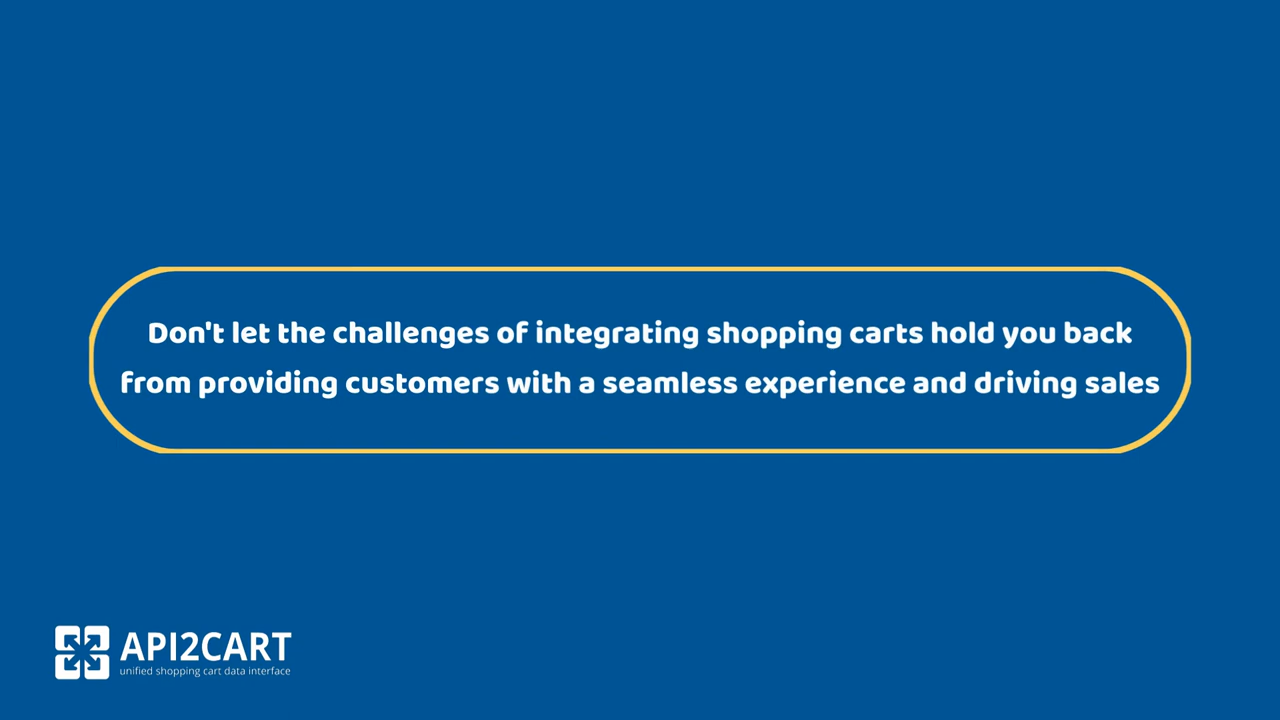 Don't let the challenges of integrating shopping carts hold you back
from providing customers with a seamless experience and driving sales
API2CART
unified shopping cart data interface